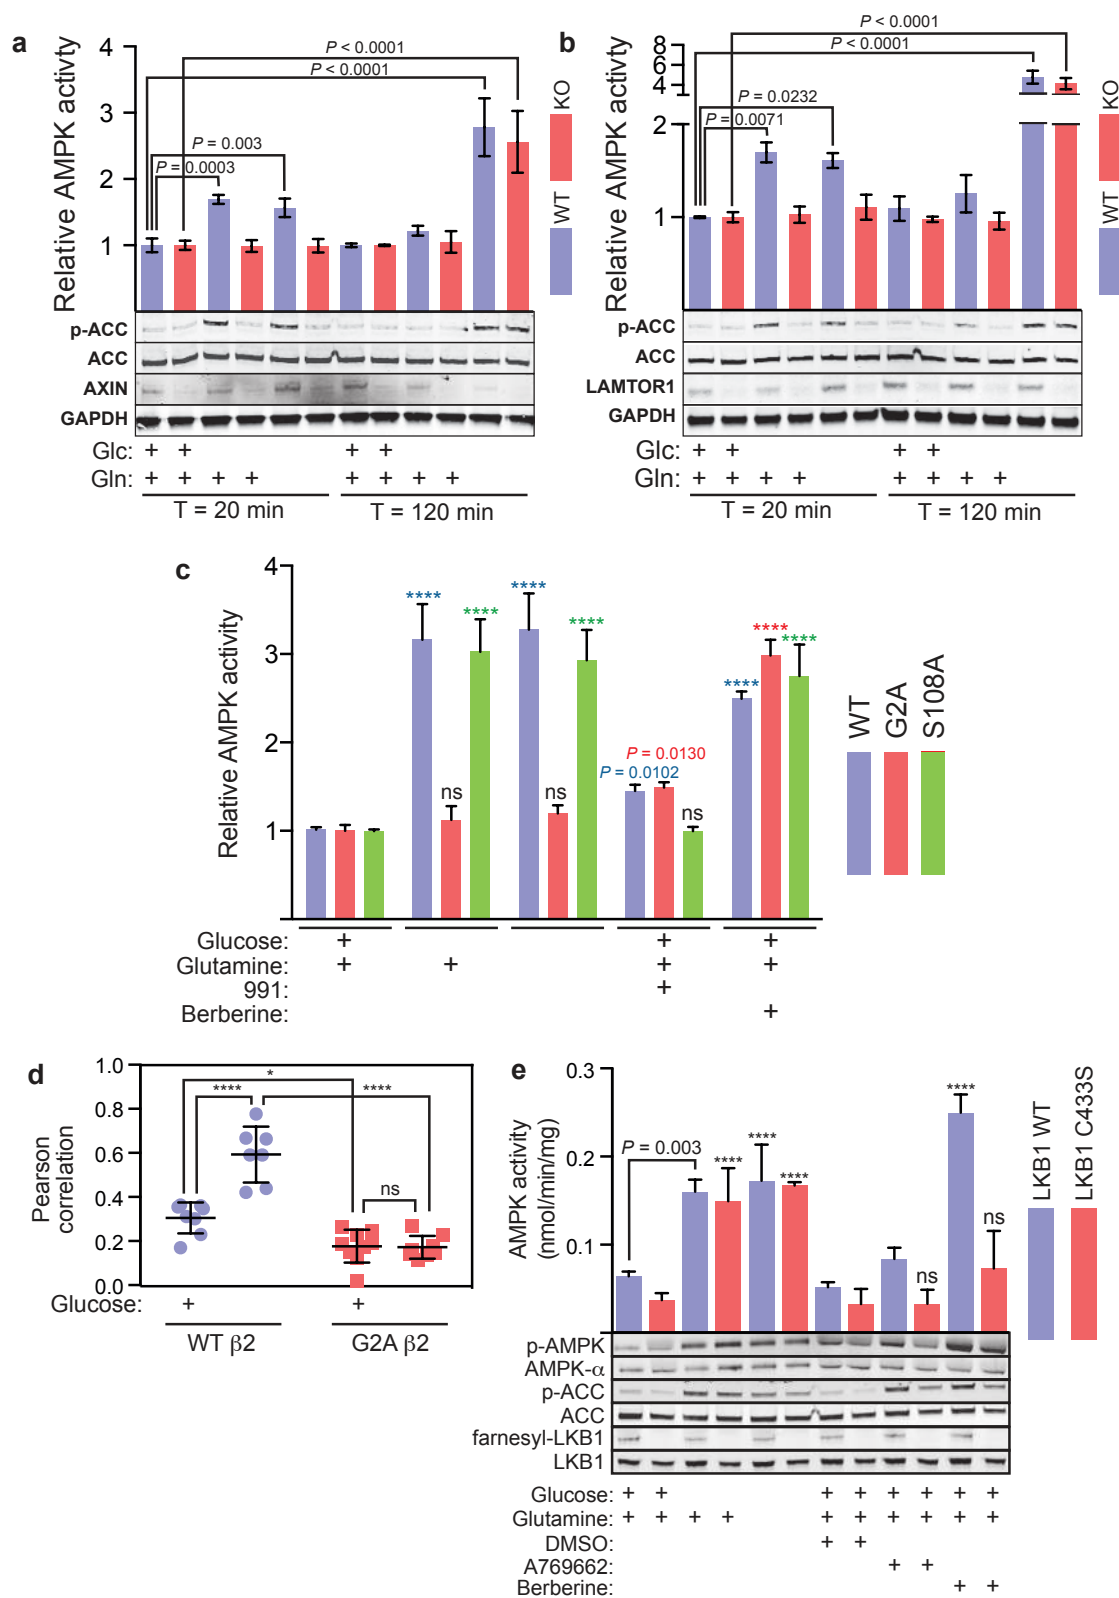 a
Relative AMPK activty
4
3
2
1
P < 0.0001
P < 0.0001
P = 0.003
P = 0.0003
KO
WT
p-ACC
ACC
AXIN
GAPDH
Glc: + + + +
Gln: + + + + + + + +
T = 20 min T = 120 min
b
Relative AMPK activity
8
6
4
2
1
P < 0.0001
P < 0.0001
P = 0.0232
P = 0.0071
KO
WT
p-ACC
ACC
LAMTOR1
GAPDH
Glc: + + + +
Gln: + + + + + + + +
T = 20 min T = 120 min
c
Relative AMPK activity
4
3
2
1
**** **** **** **** **** **** ****
ns ns ns
P = 0.0130
P = 0.0102
WT
G2A
S108A
Glucose: + + +
Glutamine: + + + +
991: +
Berberine: +
d
Pearson
correlation
1.0
0.8
0.6
0.4
0.2
0.0
*
**** ****
ns
Glucose: + +
WT β2 G2A β2
e
AMPK activity
(nmol/min/mg)
0.3
0.2
0.1
P = 0.003
**** **** **** ns **** ns
LKB1 WT
LKB1 C433S
p-AMPK
AMPK-α
p-ACC
ACC
farnesyl-LKB1
LKB1
Glucose: + + + + + + + +
Glutamine: + + + + + + + + + +
DMSO: + +
A769662: + +
Berberine: + +